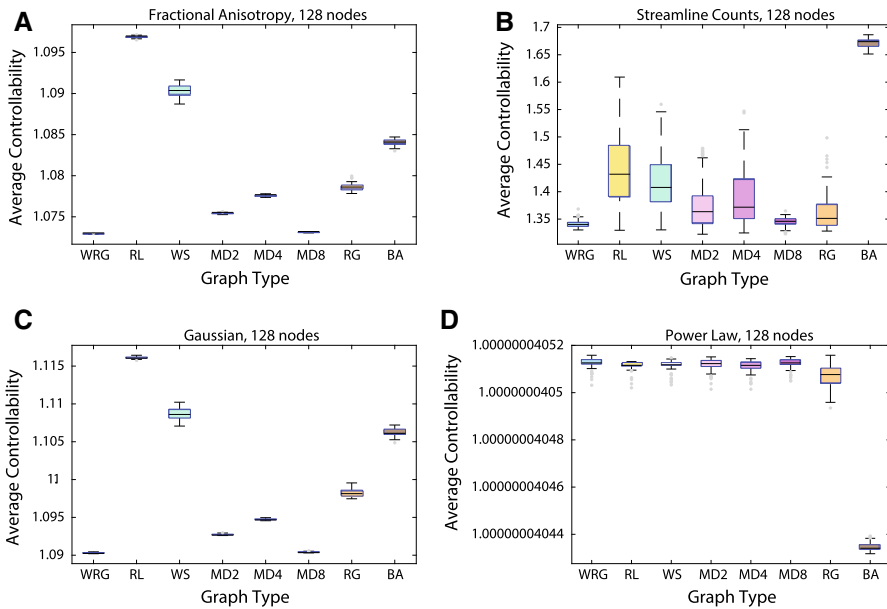 A
Fractional Anisotropy, 128 nodes
Average Controllability
1.095
1.09
1.085
1.08
1.075
WRG RL WS MD2 MD4 MD8 RG BA
Graph Type
B
Streamline Counts, 128 nodes
Average Controllability
1.7
1.65
1.6
1.55
1.5
1.45
1.4
1.35
WRG RL WS MD2 MD4 MD8 RG BA
Graph Type
C
Gaussian, 128 nodes
Average Controllability
1.115
1.11
1.105
11
1.095
1.09
WRG RL WS MD2 MD4 MD8 RG BA
Graph Type
D
Power Law, 128 nodes
Average Controllability
1.00000004052
1.0000000405
1.00000004048
1.00000004046
1.00000004044
WRG RL WS MD2 MD4 MD8 RG BA
Graph Type